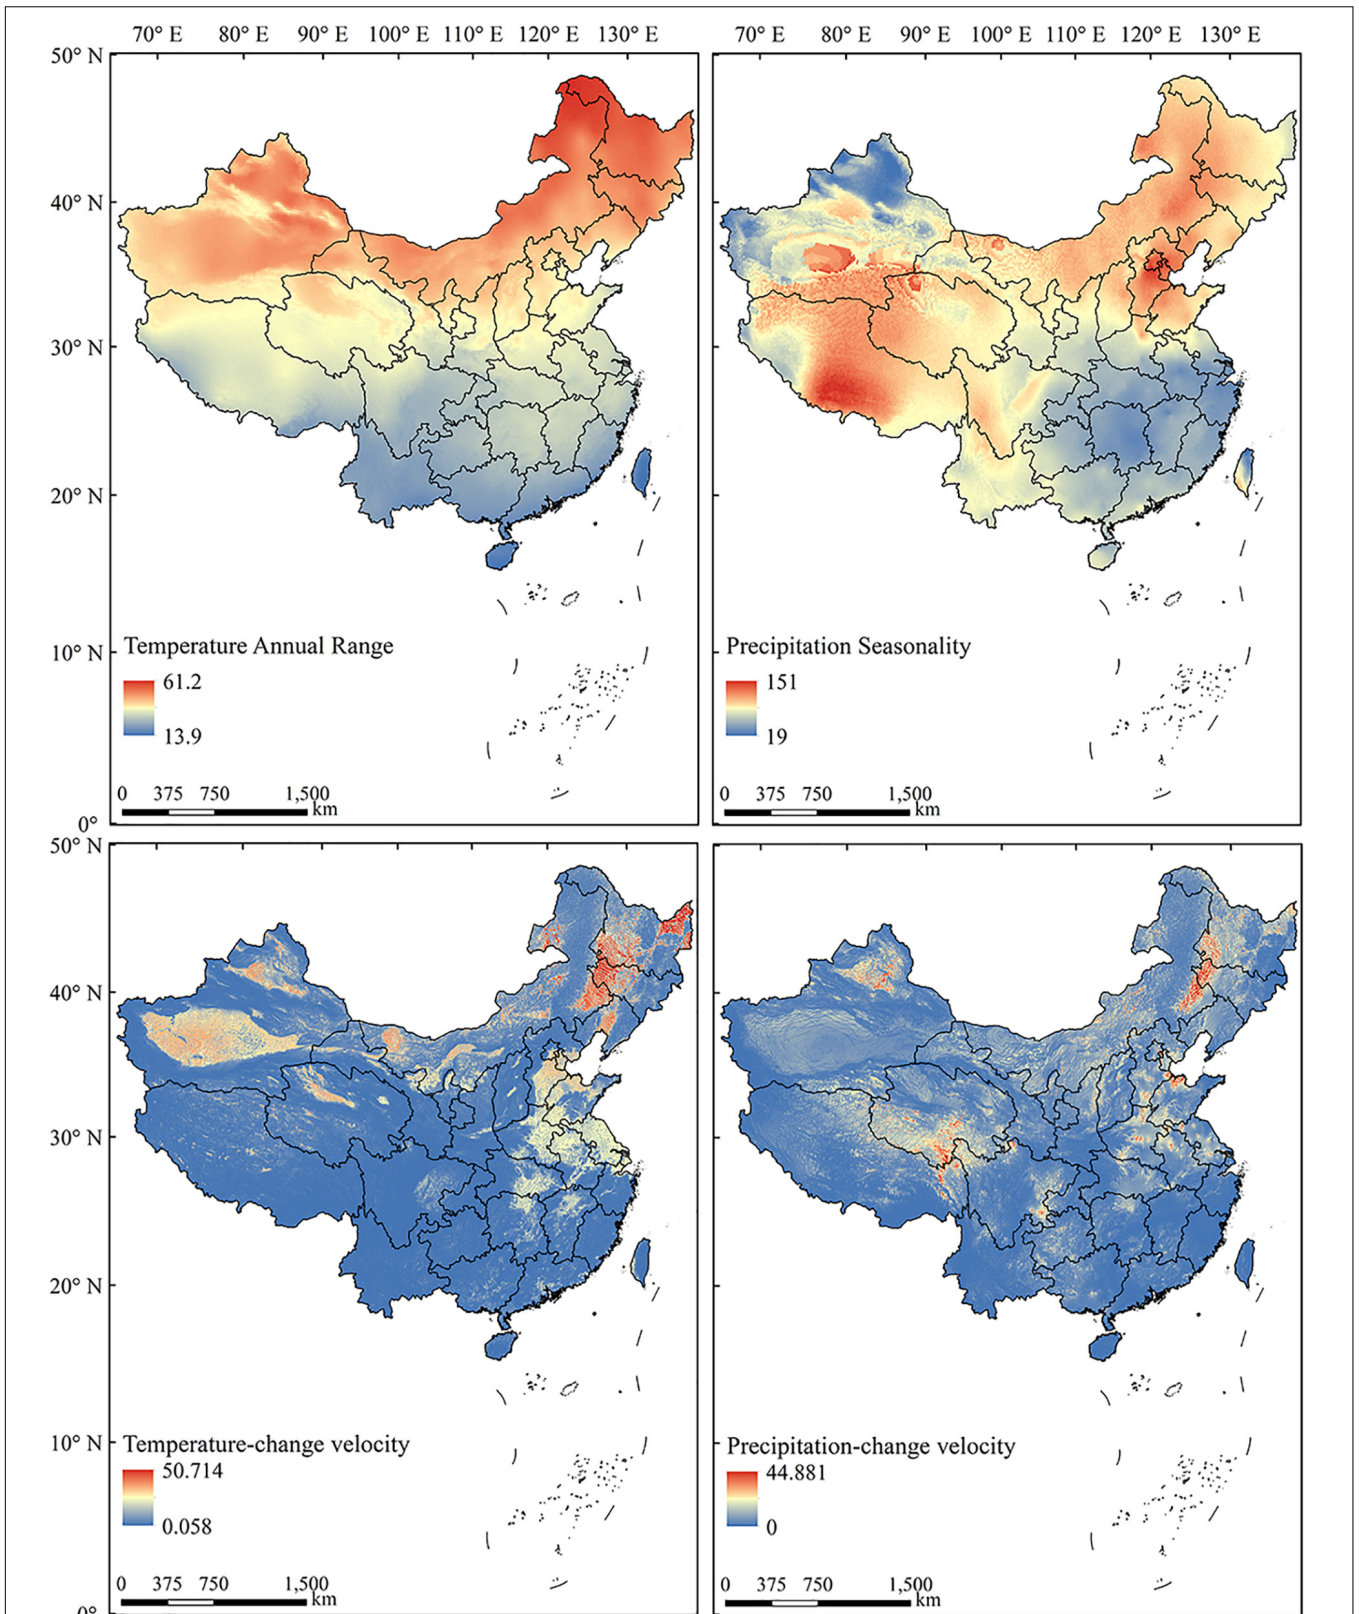 70° E 80° E 90° E 100° E 110° E 120° E 130° E
70° E 80° E 90° E 100° E 110° E 120° E 130° E
50° N
40° N
30° N
20° N
10° N
0°
Temperature Annual Range
61.2
13.9
0 375 750 1,500
km
Precipitation Seasonality
151
19
0 375 750 1,500
km
50° N
40° N
30° N
20° N
10° N
0°
Temperature-change velocity
50.714
0.058
0 375 750 1,500
km
Precipitation-change velocity
44.881
0
0 375 750 1,500
km